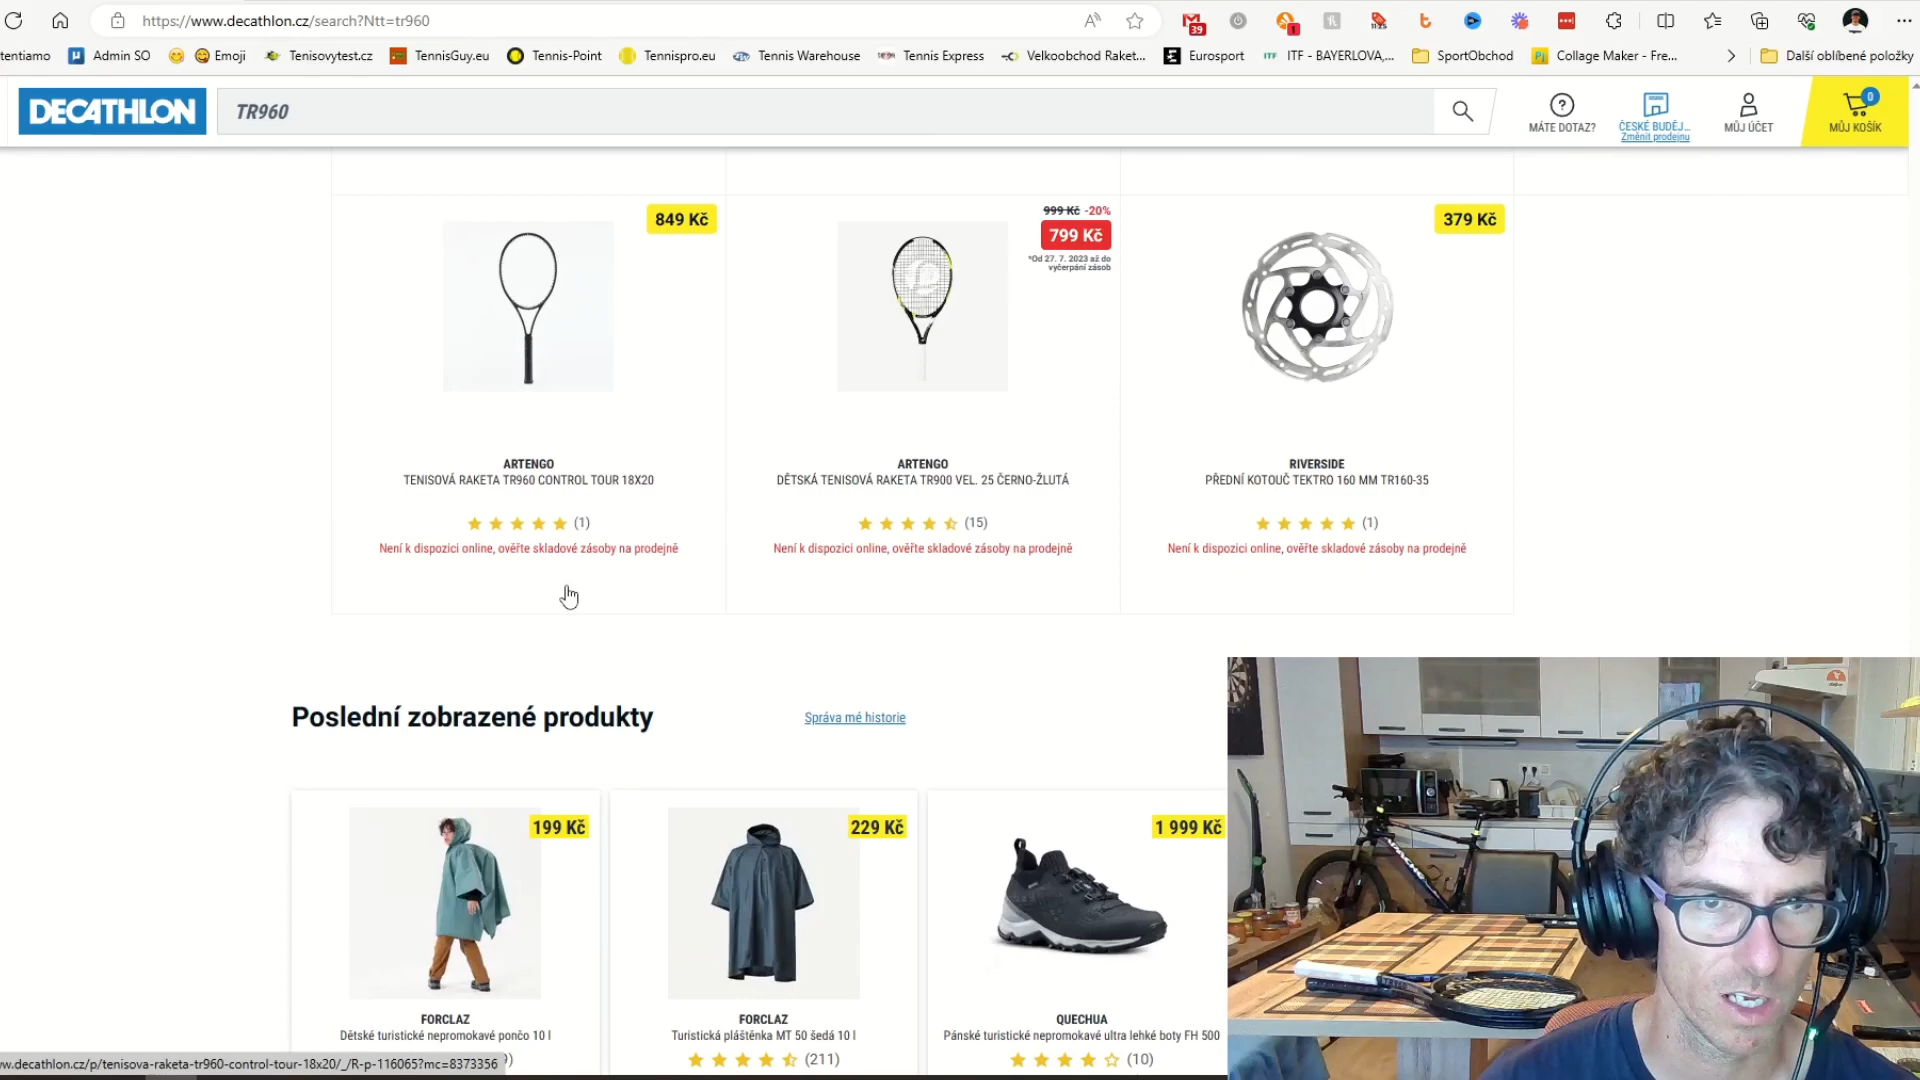 https://www.decathlon.cz/search?Ntt=tr960
39
1
11:25
tentiamo
Admin SO
Emoji
Tenisovytest.cz
TennisGuy.eu
Tennis-Point
Tennispro.eu
Tennis Warehouse
Tennis Express
Velkoobchod Raket...
Eurosport
ITF - BAYERLOVA,...
SportObchod
Collage Maker - Fre...
Další oblíbené položky
DECATHLON
TR960
MÁTE DOTAZ?
ČESKÉ BUDĚJ...
Změnit prodejnu
MŮJ ÚČET
0
MŮJ KOŠÍK
849 Kč
ARTENGO
TENISOVÁ RAKETA TR960 CONTROL TOUR 18X20
(1)
Není k dispozici online, ověřte skladové zásoby na prodejně
999 Kč -20%
799 Kč
*Od 27. 7. 2023 až do
vyčerpání zásob
ARTENGO
DĚTSKÁ TENISOVÁ RAKETA TR900 VEL. 25 ČERNO-ŽLUTÁ
(15)
Není k dispozici online, ověřte skladové zásoby na prodejně
379 Kč
RIVERSIDE
PŘEDNÍ KOTOUČ TEKTRO 160 MM TR160-35
(1)
Není k dispozici online, ověřte skladové zásoby na prodejně
Poslední zobrazené produkty
Správa mé historie
199 Kč
FORCLAZ
Dětské turistické nepromokavé pončo 10 l
229 Kč
FORCLAZ
Turistická pláštěnka MT 50 šedá 10 l
(211)
1 999 Kč
QUECHUA
Pánské turistické nepromokavé ultra lehké boty FH 500
(10)
ww.decathlon.cz/p/tenisova-raketa-tr960-control-tour-18x20/_/R-p-116065?mc=8373356
APACHE